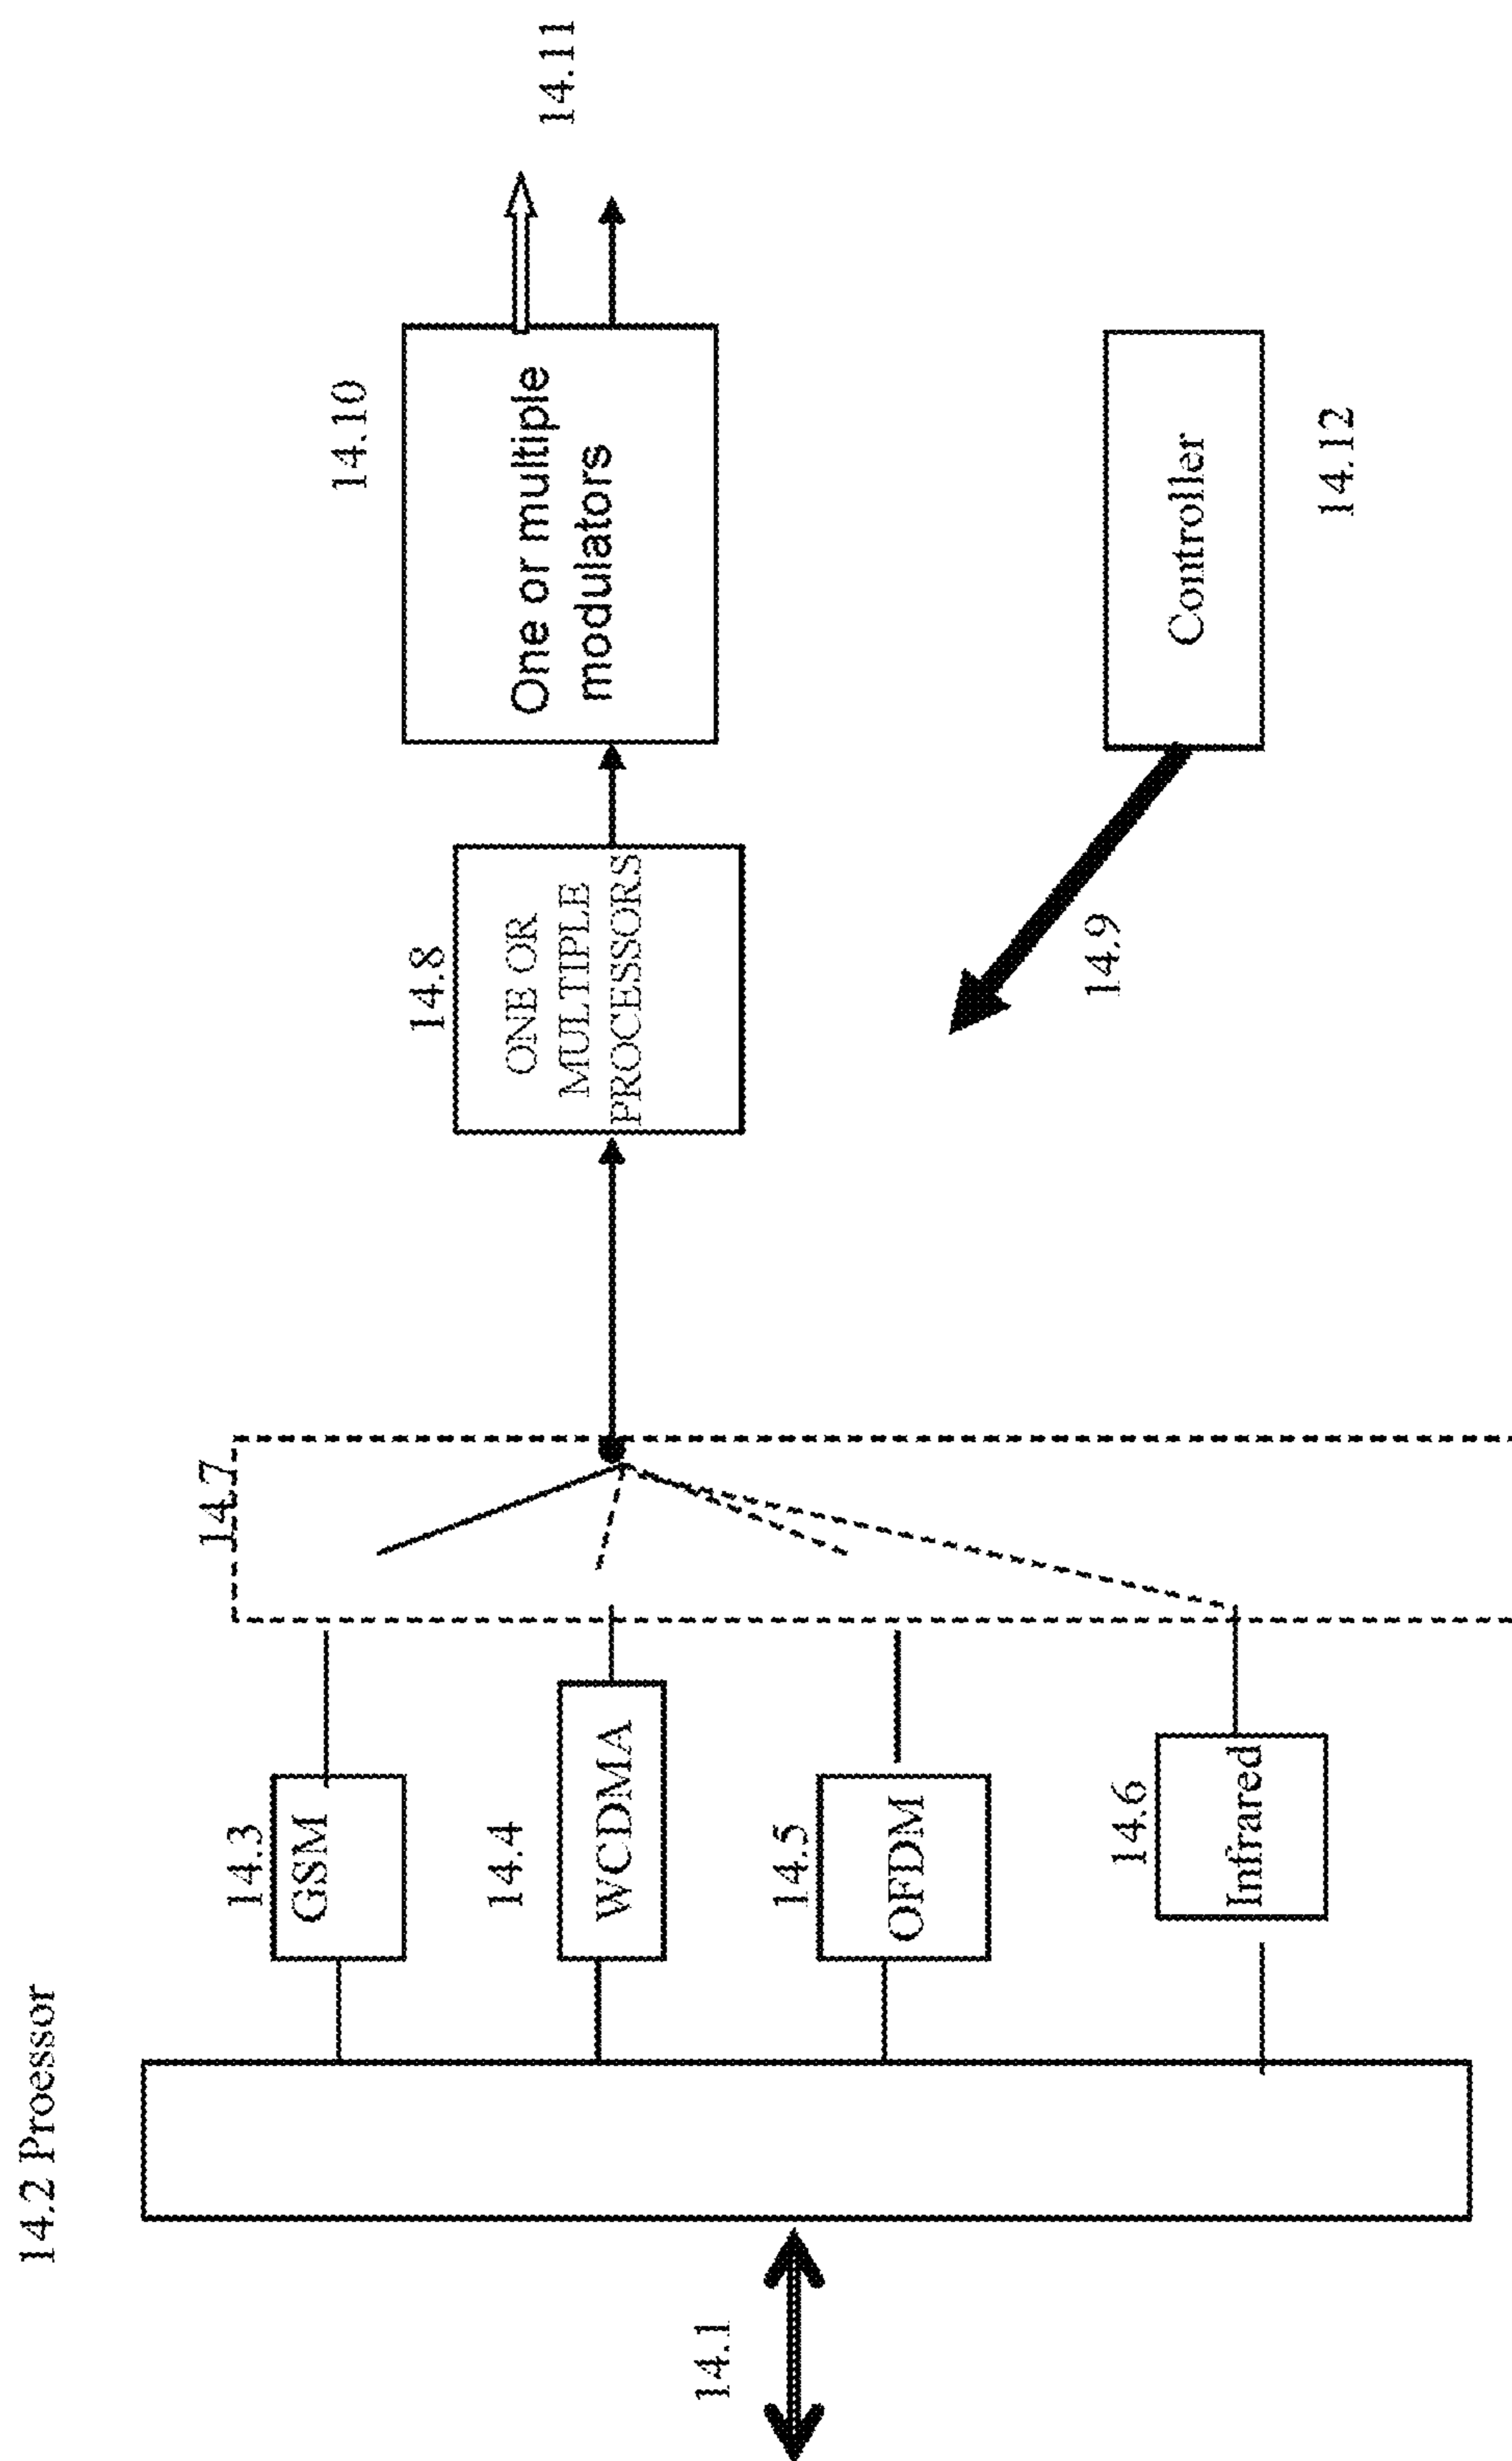 14.2 Proessor
14.1
14.3
GSM
14.4
WCDMA
14.5
OFDM
14.6
Infrared
14.7
14.8
ONE OR
MULTIPLE
PROCESSORS
14.9
14.10
One or multiple
modulators
14.11
Controller
14.12